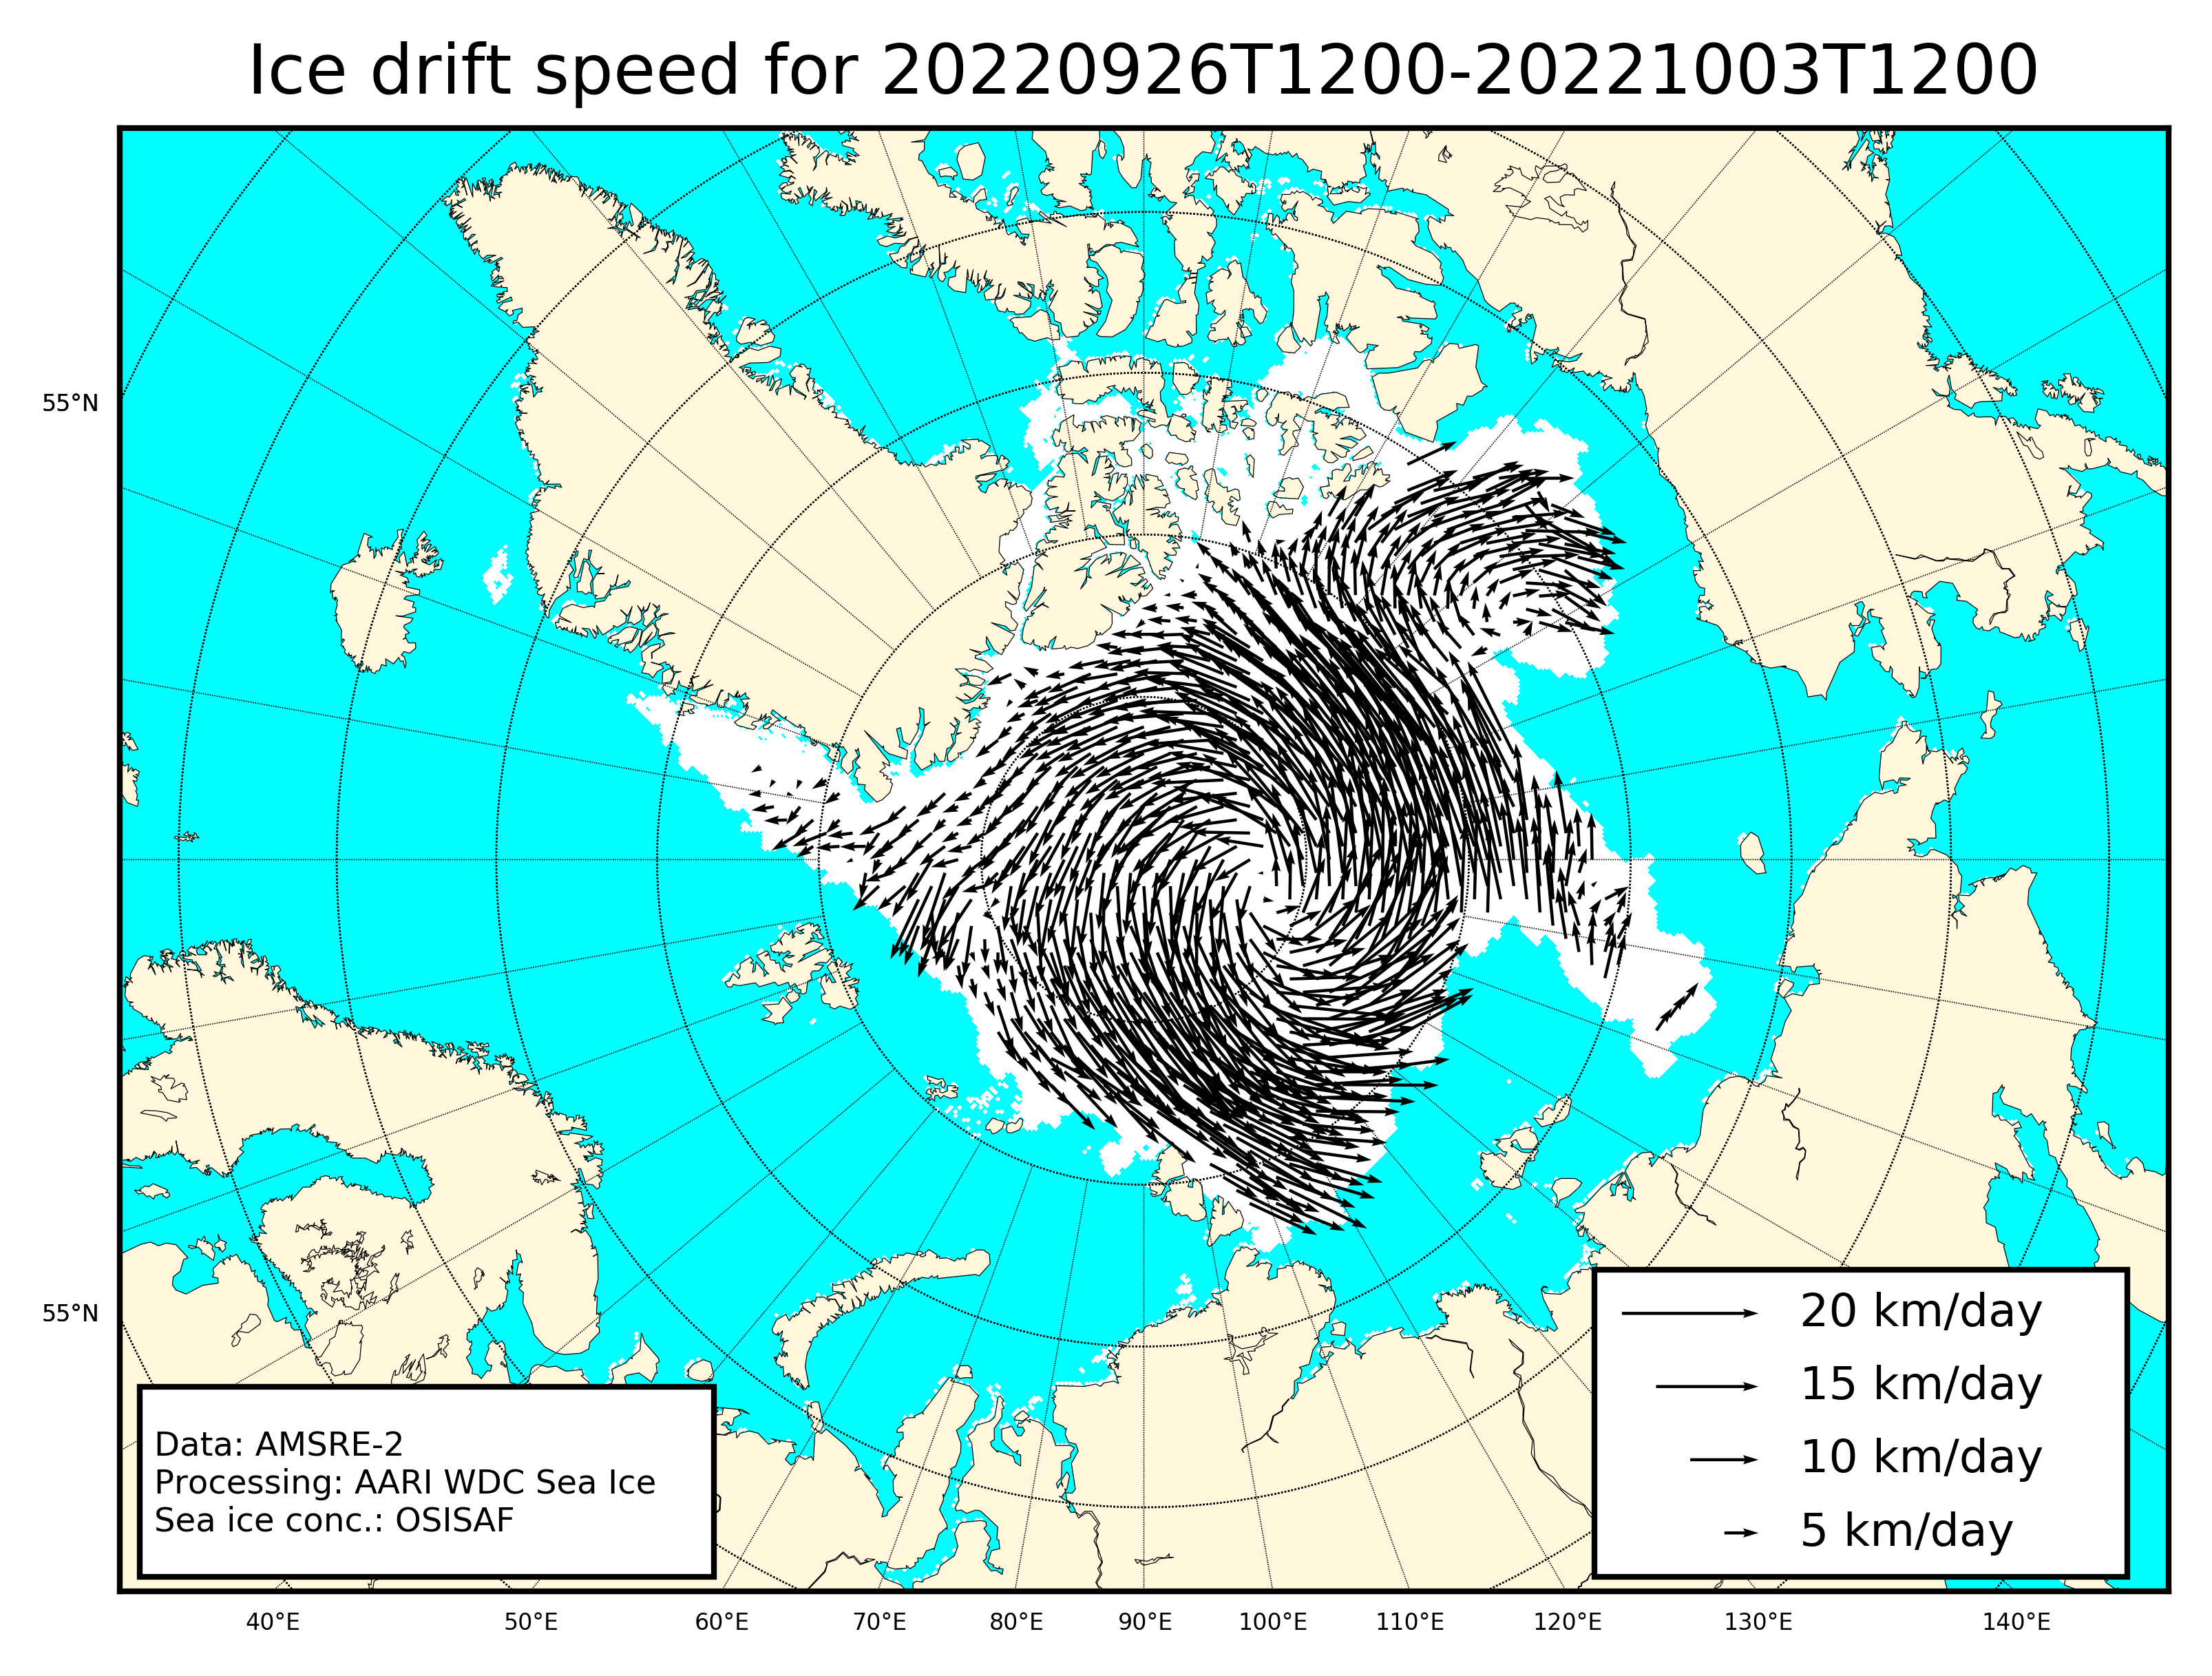 Ice drift speed for 20220926T1200-20221003T1200
55°N
55°N
20 km/day
15 km/day
10 km/day
5 km/day
Data: AMSRE-2
Processing: AARI WDC Sea Ice
Sea ice conc.: OSISAF
40°E 50°E 60°E 70°E 80°E 90°E 100°E 110°E 120°E 130°E 140°E